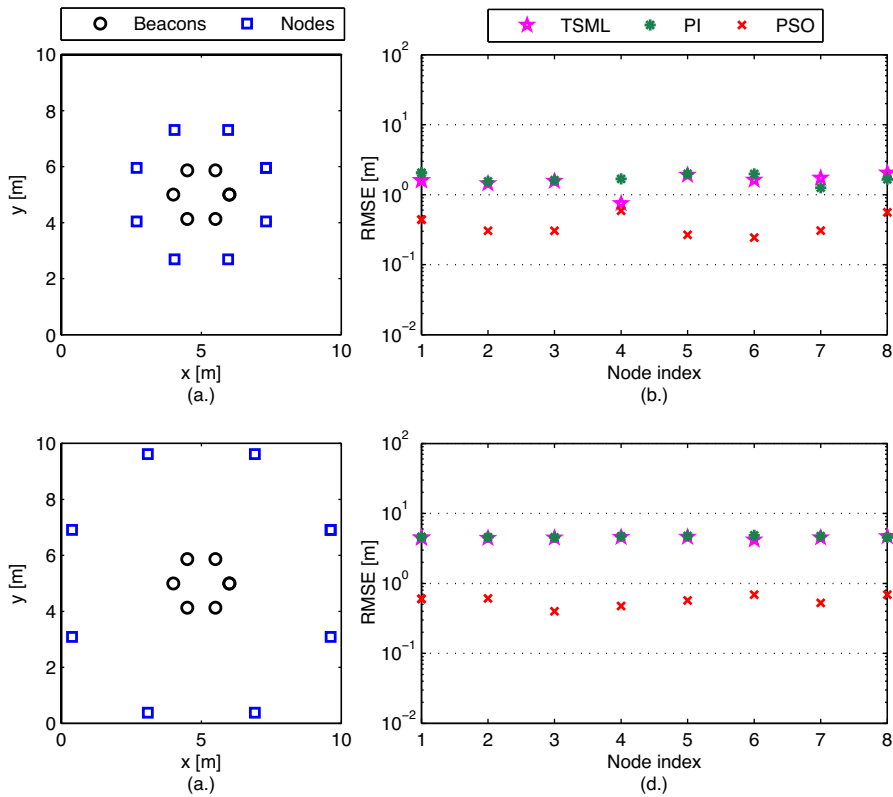 Beacons Nodes
TSML PI PSO
10
8
6
4
2
0
y [m]
0 5 10
x [m]
(a.)
10²
10¹
10⁰
10⁻¹
10⁻²
RMSE [m]
1 2 3 4 5 6 7 8
Node index
(b.)
10
8
6
4
2
0
y [m]
0 5 10
x [m]
(a.)
10²
10¹
10⁰
10⁻¹
10⁻²
RMSE [m]
1 2 3 4 5 6 7 8
Node index
(d.)